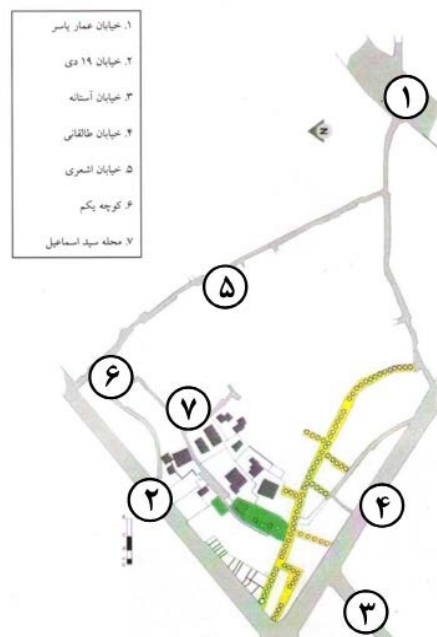 ۱. خیابان عمار یاسر
۲. خیابان ۱۹ دی
۳. خیابان آستانه
۴. خیابان طالقانی
۵. خیابان اشعری
۶. کوچه یکم
۷. محله سید اسماعیل
۱
N
۵
۶
۷
۲
۴
۳